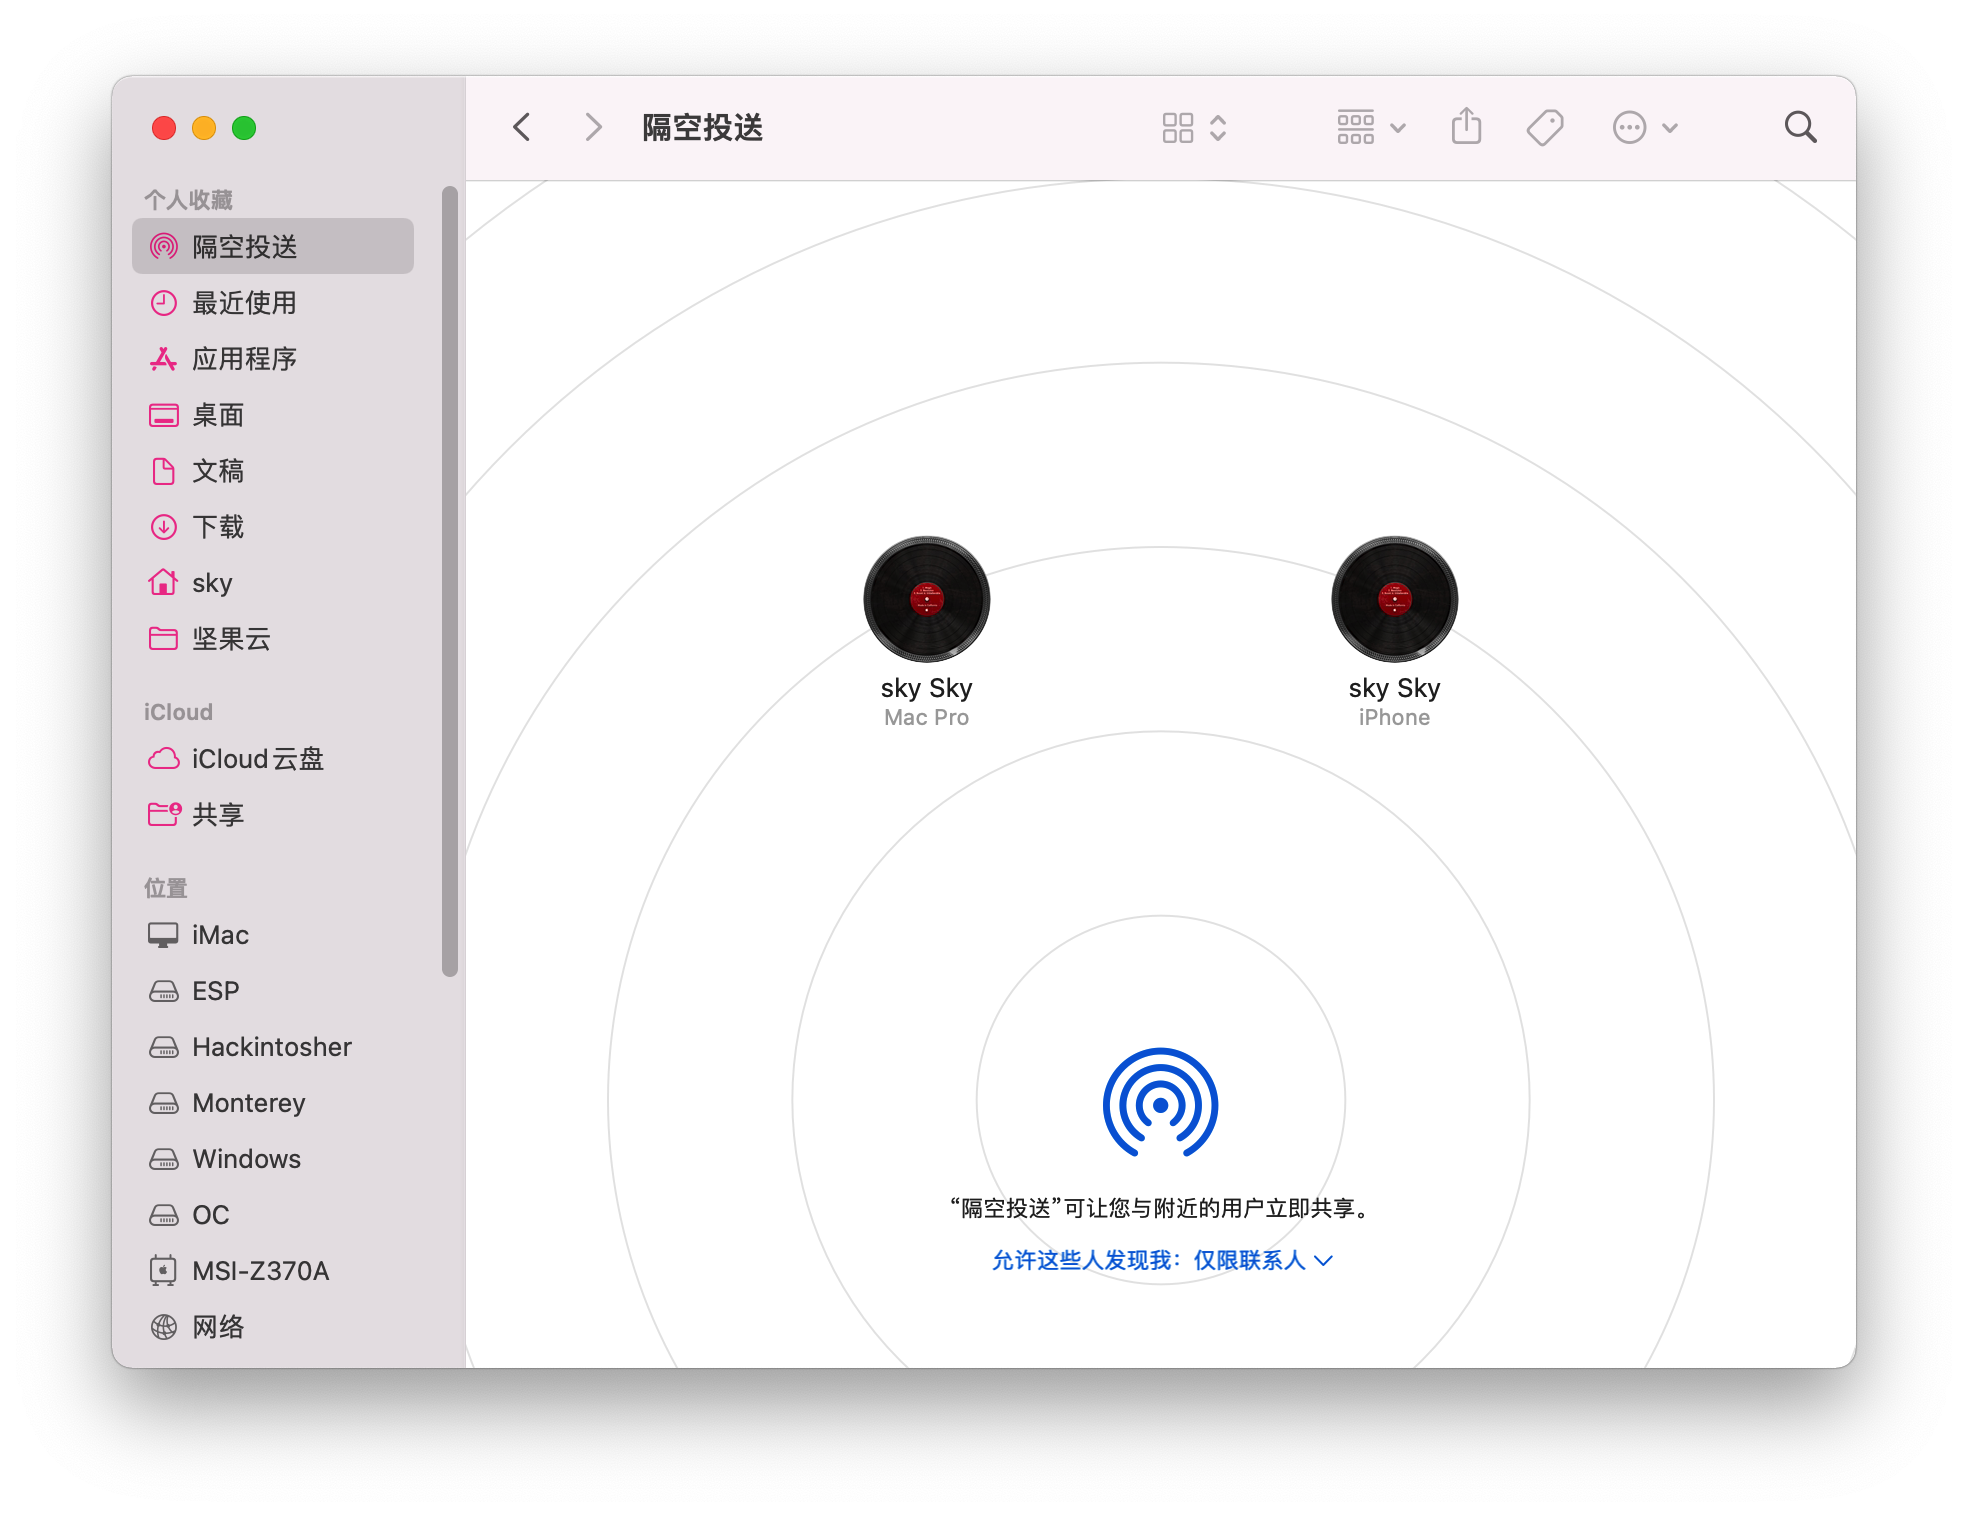 隔空投送
个人收藏
隔空投送
最近使用
应用程序
桌面
文稿
下载
sky
坚果云
iCloud
iCloud云盘
共享
位置
iMac
ESP
Hackintosher
Monterey
Windows
OC
MSI-Z370A
网络
sky Sky
Mac Pro
sky Sky
iPhone
“隔空投送”可让您与附近的用户立即共享。
允许这些人发现我：仅限联系人